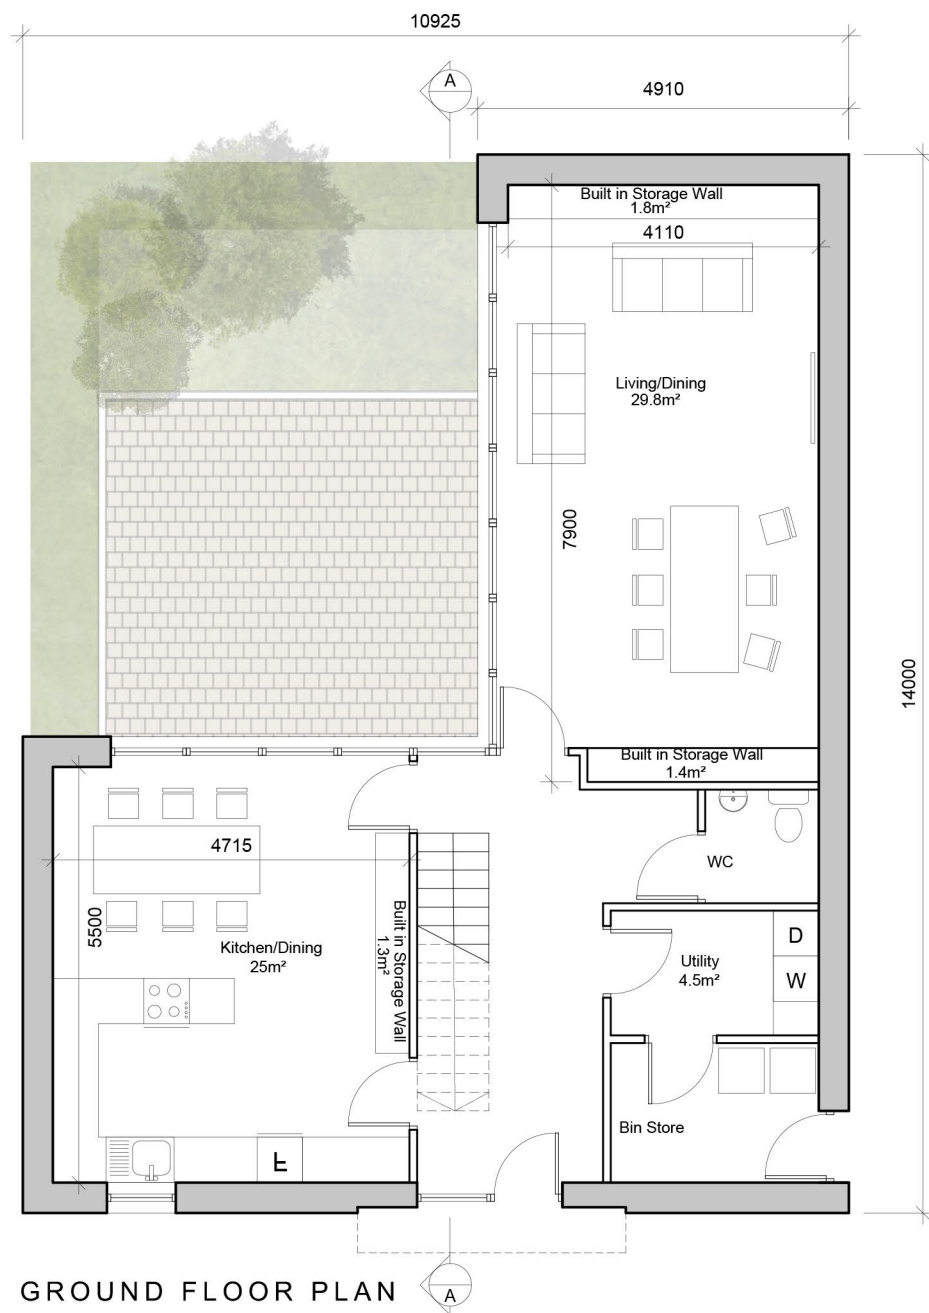 10925
A
4910
Built in Storage Wall
1.8m²
4110
Living/Dining
29.8m²
7900
14000
Built in Storage Wall
1.4m²
4715
WC
5500
Kitchen/Dining
25m²
Built in Storage Wall
1.3m²
D
Utility
4.5m²
W
Bin Store
F
GROUND FLOOR PLAN
A